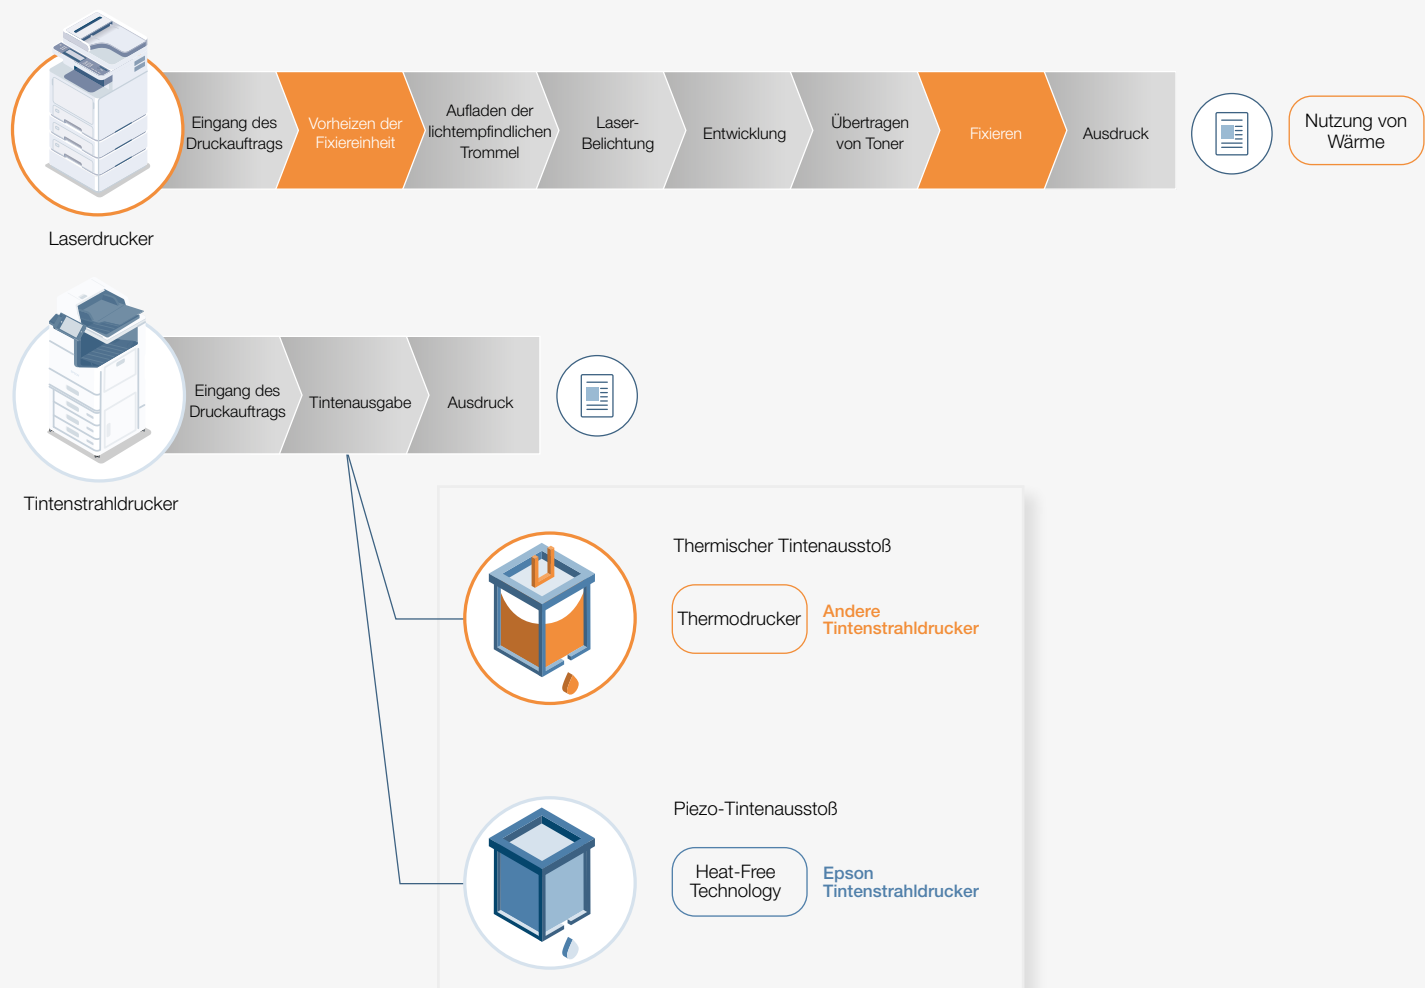 Eingang des
Druckauftrags
Vorheizen der
Fixiereinheit
Aufladen der
lichtempfindlichen
Trommel
Laser-
Belichtung
Entwicklung
Übertragen
von Toner
Fixieren
Ausdruck
Nutzung von
Wärme
Laserdrucker
Eingang des
Druckauftrags
Tintenausgabe
Ausdruck
Tintenstrahldrucker
Thermischer Tintenausstoß
Thermodrucker
Andere
Tintenstrahldrucker
Piezo-Tintenausstoß
Heat-Free
Technology
Epson
Tintenstrahldrucker